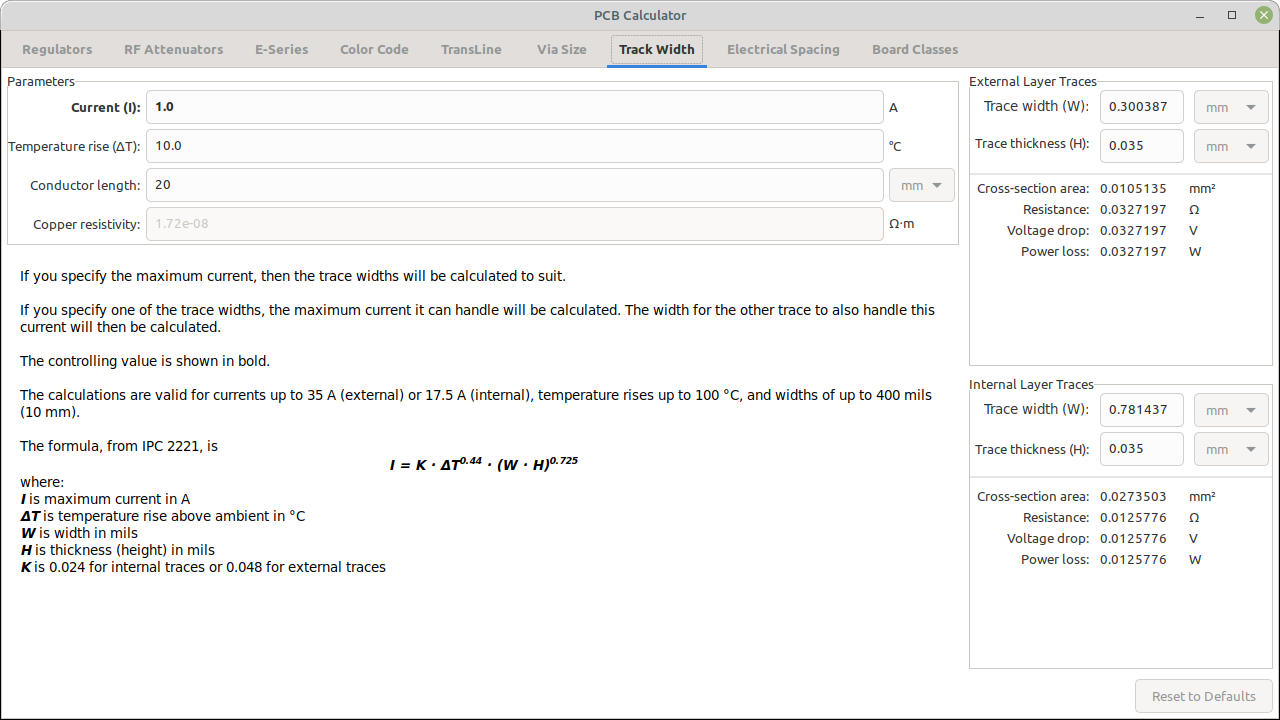 PCB Calculator
Regulators RF Attenuators E-Series Color Code TransLine Via Size Track Width Electrical Spacing Board Classes
Parameters
Current (I): 1.0 A
Temperature rise (ΔT): 10.0 °C
Conductor length: 20 mm
Copper resistivity: 1.72e-08 Ω·m
If you specify the maximum current, then the trace widths will be calculated to suit.
If you specify one of the trace widths, the maximum current it can handle will be calculated. The width for the other trace to also handle this
current will then be calculated.
The controlling value is shown in bold.
The calculations are valid for currents up to 35 A (external) or 17.5 A (internal), temperature rises up to 100 °C, and widths of up to 400 mils
(10 mm).
The formula, from IPC 2221, is
I = K · ΔT^0.44 · (W · H)^0.725
where:
I is maximum current in A
ΔT is temperature rise above ambient in °C
W is width in mils
H is thickness (height) in mils
K is 0.024 for internal traces or 0.048 for external traces
External Layer Traces
Trace width (W): 0.300387 mm
Trace thickness (H): 0.035 mm
Cross-section area: 0.0105135 mm²
Resistance: 0.0327197 Ω
Voltage drop: 0.0327197 V
Power loss: 0.0327197 W
Internal Layer Traces
Trace width (W): 0.781437 mm
Trace thickness (H): 0.035 mm
Cross-section area: 0.0273503 mm²
Resistance: 0.0125776 Ω
Voltage drop: 0.0125776 V
Power loss: 0.0125776 W
Reset to Defaults